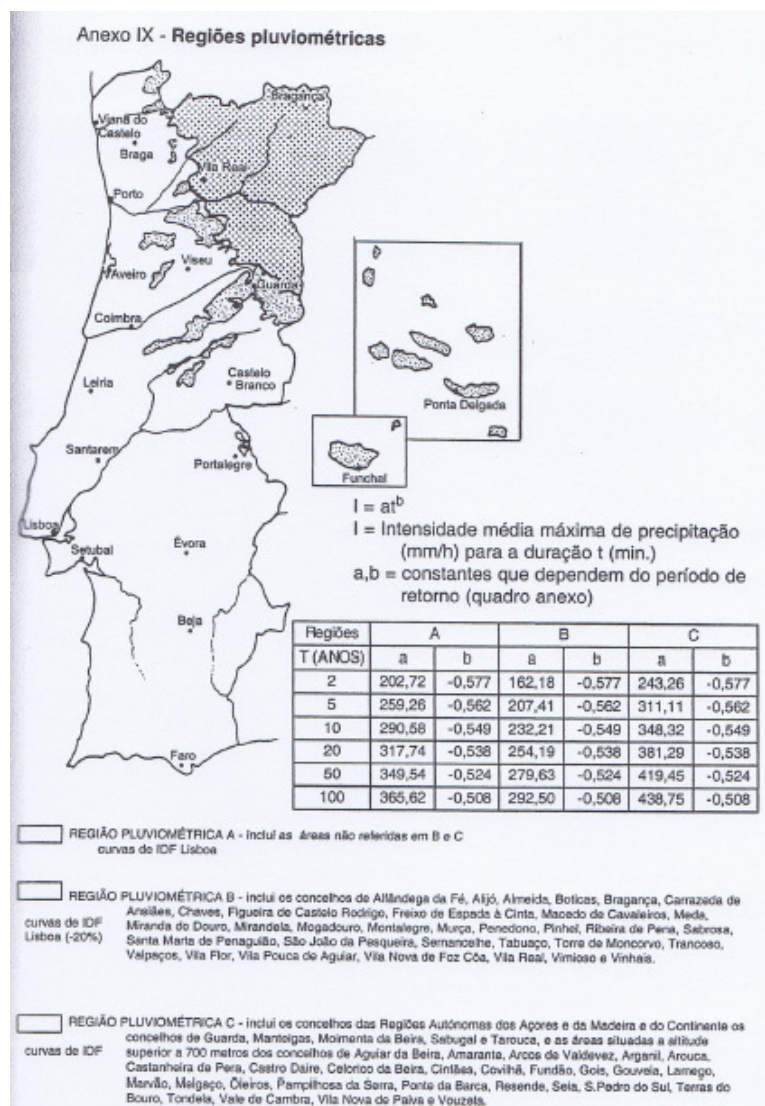 Anexo IX - Regiões pluviométricas
Bragança
Viana do
Castelo
Braga
Vila Real
Porto
Viseu
Aveiro
Guarda
Coimbra
Castelo
Branco
Leiria
Ponta Delgada
Santarem
Portalegre
Funchal
Lisboa
Setubal
Évora
Beja
Faro
I = at^b
I = Intensidade média máxima de precipitação
(mm/h) para a duração t (min.)
a,b = constantes que dependem do período de
retorno (quadro anexo)
Regiões A B C
T (ANOS) a b a b a b
2 202,72 -0,577 162,18 -0,577 243,26 -0,577
5 259,26 -0,562 207,41 -0,562 311,11 -0,562
10 290,58 -0,549 232,21 -0,549 348,32 -0,549
20 317,74 -0,538 254,19 -0,538 381,29 -0,538
50 349,54 -0,524 279,63 -0,524 419,45 -0,524
100 365,62 -0,508 292,50 -0,508 438,75 -0,508
REGIÃO PLUVIOMÉTRICA A - inclui as áreas não referidas em B e C
curvas de IDF Lisboa
REGIÃO PLUVIOMÉTRICA B - inclui os concelhos de Alfândega da Fé, Alijó, Almeida, Boticas, Bragança, Carrazeda de
Ansiães, Chaves, Figueira de Castelo Rodrigo, Freixo de Espada à Cinta, Macedo de Cavaleiros, Meda,
Miranda do Douro, Mirandela, Mogadouro, Montalegre, Murça, Penedono, Pinhel, Ribeira de Pena, Sabrosa,
Santa Marta de Penaguião, São João da Pesqueira, Sernancelhe, Tabuaço, Torre de Moncorvo, Trancoso,
Valpaços, Vila Flor, Vila Pouca de Aguiar, Vila Nova de Foz Côa, Vila Real, Vimioso e Vinhais.
curvas de IDF
Lisboa (-20%)
REGIÃO PLUVIOMÉTRICA C - inclui os concelhos das Regiões Autónomas dos Açores e da Madeira e do Continente os
concelhos de Guarda, Manteigas, Moimenta da Beira, Sabugal e Tarouca, e as áreas situadas a altitude
superior a 700 metros dos concelhos de Aguiar da Beira, Amarante, Arcos de Valdevez, Arganil, Arouca,
Castanheira de Pera, Castro Daire, Celorico da Beira, Cinfães, Covilhã, Fundão, Gois, Gouveia, Lamego,
Marvão, Melgaço, Oleiros, Pampilhosa da Serra, Ponte da Barca, Resende, Seia, S.Pedro do Sul, Terras do
Bouro, Tondela, Vale de Cambra, Vila Nova de Paiva e Vouzela.
curvas de IDF